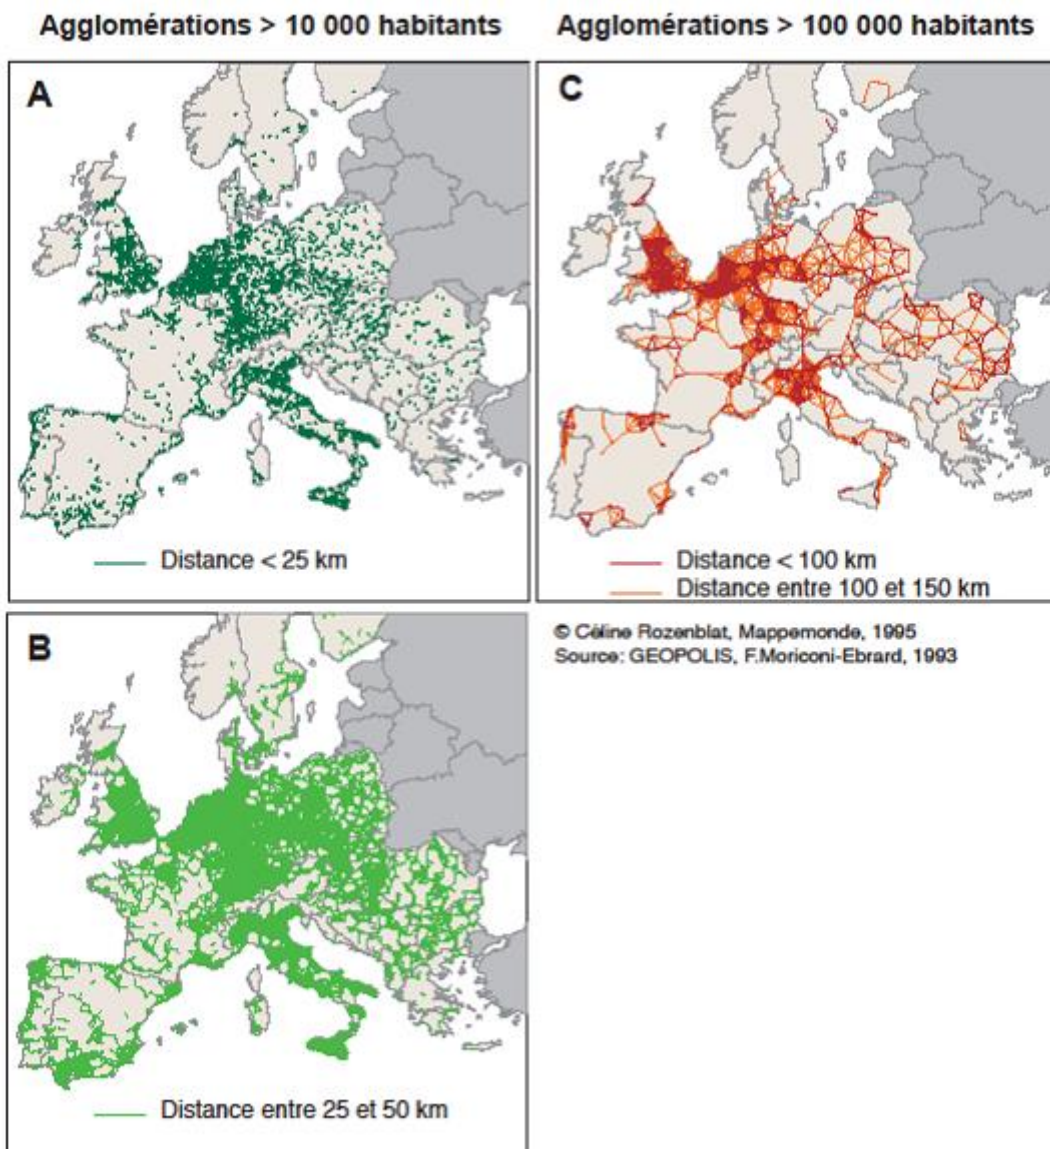 Agglomérations > 10 000 habitants
Agglomérations > 100 000 habitants
A
Distance < 25 km
C
Distance < 100 km
Distance entre 100 et 150 km
B
Distance entre 25 et 50 km
© Céline Rozenblat, Mappemonde, 1995
Source: GEOPOLIS, F.Moriconi-Ebrard, 1993